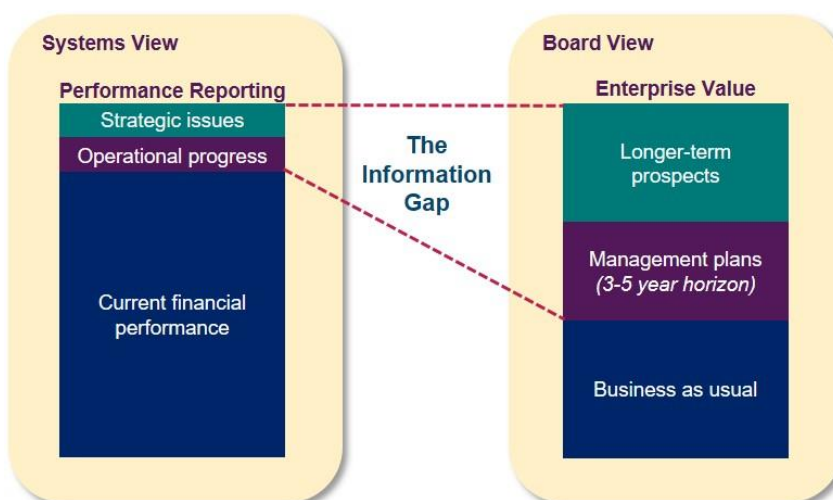 Systems View
Performance Reporting
Strategic issues
Operational progress
Current financial
performance
The
Information
Gap
Board View
Enterprise Value
Longer-term
prospects
Management plans
(3-5 year horizon)
Business as usual